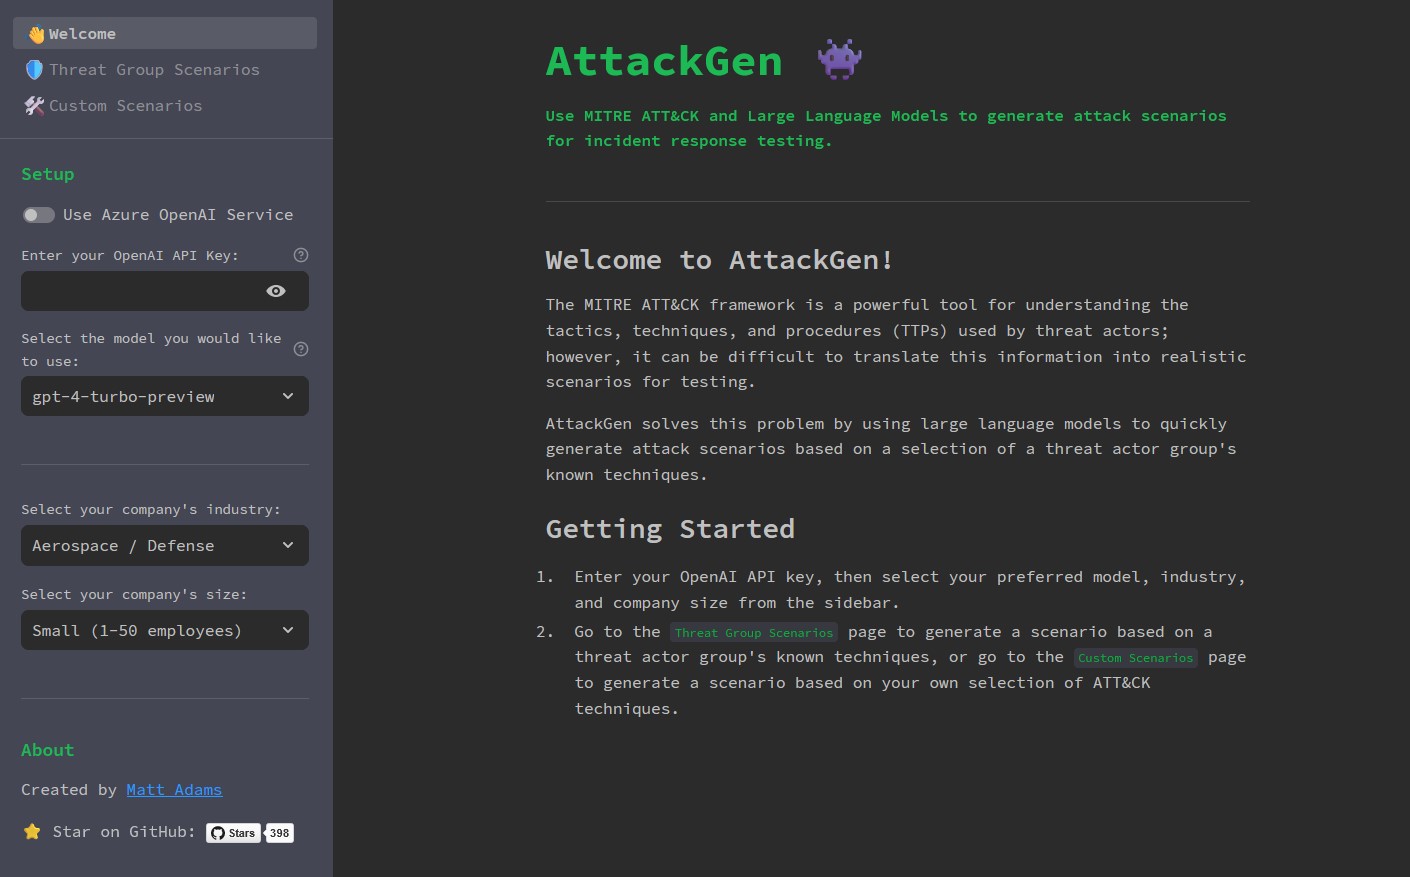 Welcome
Threat Group Scenarios
Custom Scenarios
Setup
Use Azure OpenAI Service
Enter your OpenAI API Key:
Select the model you would like
to use:
gpt-4-turbo-preview
Select your company's industry:
Aerospace / Defense
Select your company's size:
Small (1-50 employees)
About
Created by Matt Adams
Star on GitHub: Stars 398
AttackGen
Use MITRE ATT&CK and Large Language Models to generate attack scenarios
for incident response testing.
Welcome to AttackGen!
The MITRE ATT&CK framework is a powerful tool for understanding the
tactics, techniques, and procedures (TTPs) used by threat actors;
however, it can be difficult to translate this information into realistic
scenarios for testing.
AttackGen solves this problem by using large language models to quickly
generate attack scenarios based on a selection of a threat actor group's
known techniques.
Getting Started
1. Enter your OpenAI API key, then select your preferred model, industry,
and company size from the sidebar.
2. Go to the Threat Group Scenarios page to generate a scenario based on a
threat actor group's known techniques, or go to the Custom Scenarios page
to generate a scenario based on your own selection of ATT&CK
techniques.